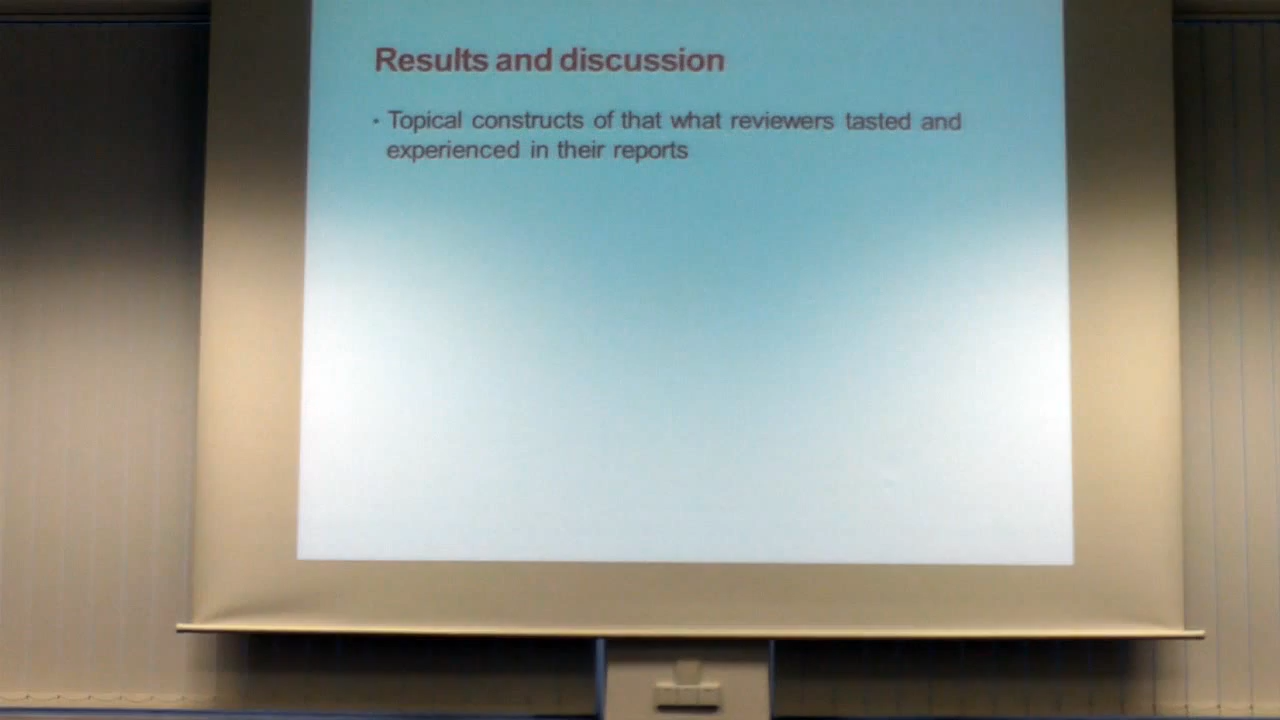 Results and discussion
• Topical constructs of that what reviewers tasted and
experienced in their reports